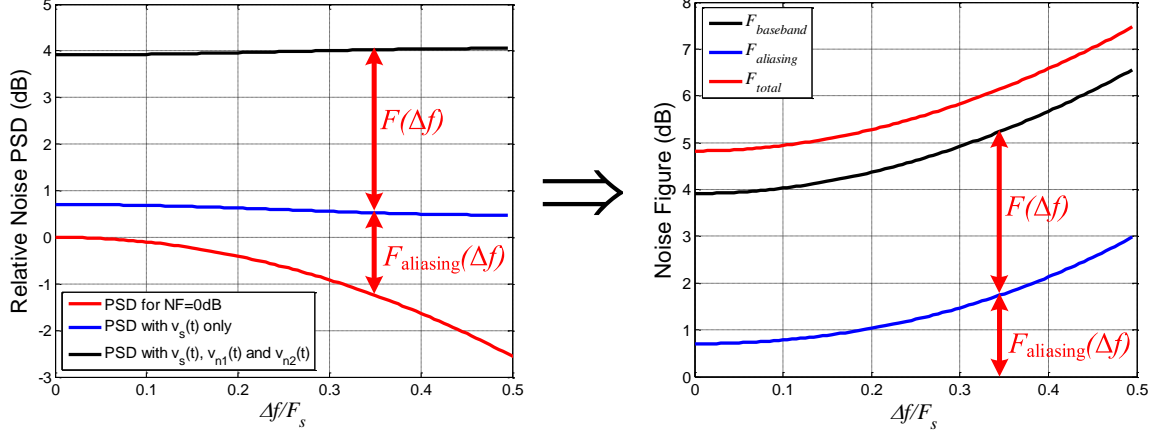 Relative Noise PSD (dB)
5
4
3
2
1
0
-1
-2
-3
F(Δf)
F_aliasing(Δf)
PSD for NF=0dB
PSD with v_s(t) only
PSD with v_s(t), v_n1(t) and v_n2(t)
0 0.1 0.2 0.3 0.4 0.5
Δf/F_s
⇒
Noise Figure (dB)
8
7
6
5
4
3
2
1
0
F_baseband
F_aliasing
F_total
F(Δf)
F_aliasing(Δf)
0 0.1 0.2 0.3 0.4 0.5
Δf/F_s